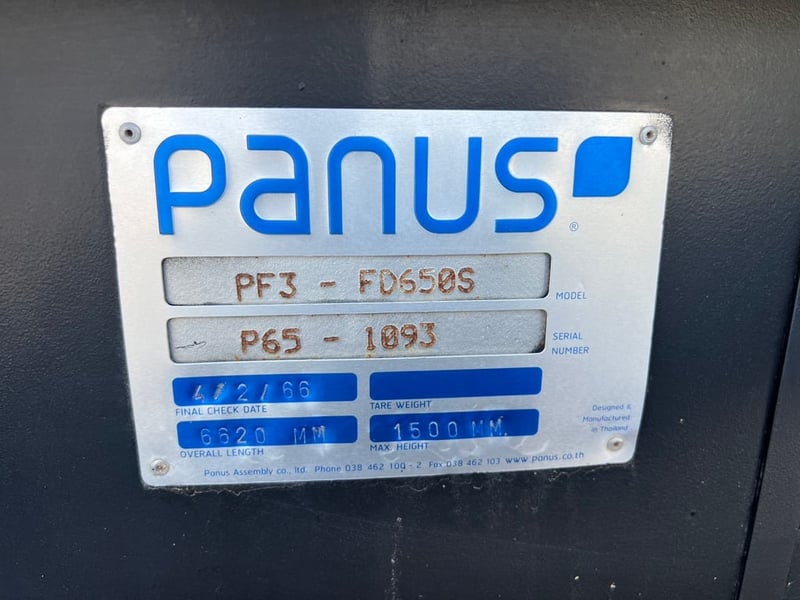 Panus
®
PF3 - FD650S
MODEL
P65 - 1093
SERIAL
NUMBER
4/2/66
FINAL CHECK DATE
TARE WEIGHT
6620 MM
OVERALL LENGTH
1500 MM.
MAX. HEIGHT
Designed &
Manufactured
in Thailand
Panus Assembly co., ltd. Phone 038 462 100 - 2 Fax 038 462 103 www.panus.co.th